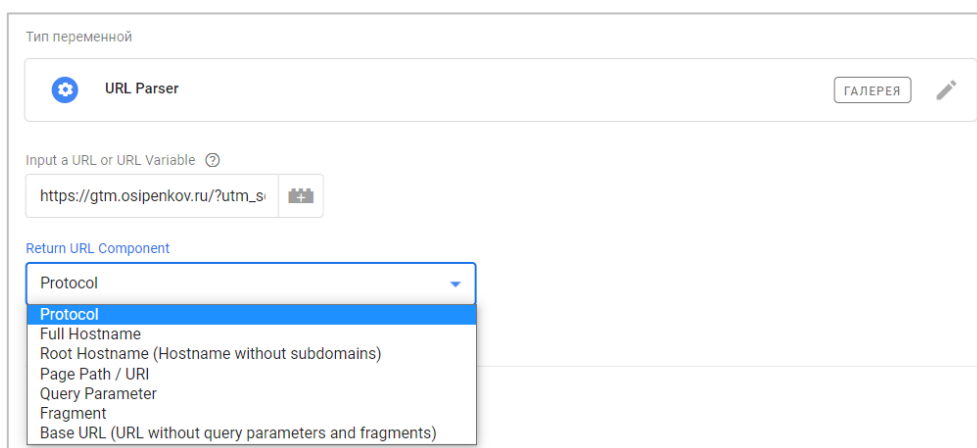 Тип переменной
URL Parser
ГАЛЕРЕЯ
Input a URL or URL Variable
https://gtm.osipenkov.ru/?utm_s
Return URL Component
Protocol
Protocol
Full Hostname
Root Hostname (Hostname without subdomains)
Page Path / URI
Query Parameter
Fragment
Base URL (URL without query parameters and fragments)